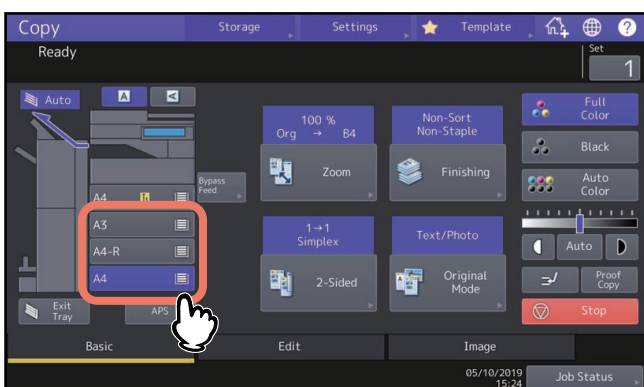 Copy
Storage
Settings
Template
?
Ready
Set
1
Auto
A
A
100 %
Org → B4
Non-Sort
Non-Staple
Full
Color
Zoom
Finishing
Black
A4
Bypass
Feed
Auto
Color
A3
1→1
Simplex
Text/Photo
A4-R
Auto
A4
2-Sided
Original
Mode
Proof
Copy
Exit
Tray
APS
Stop
Basic
Edit
Image
05/10/2019
15:24
Job Status